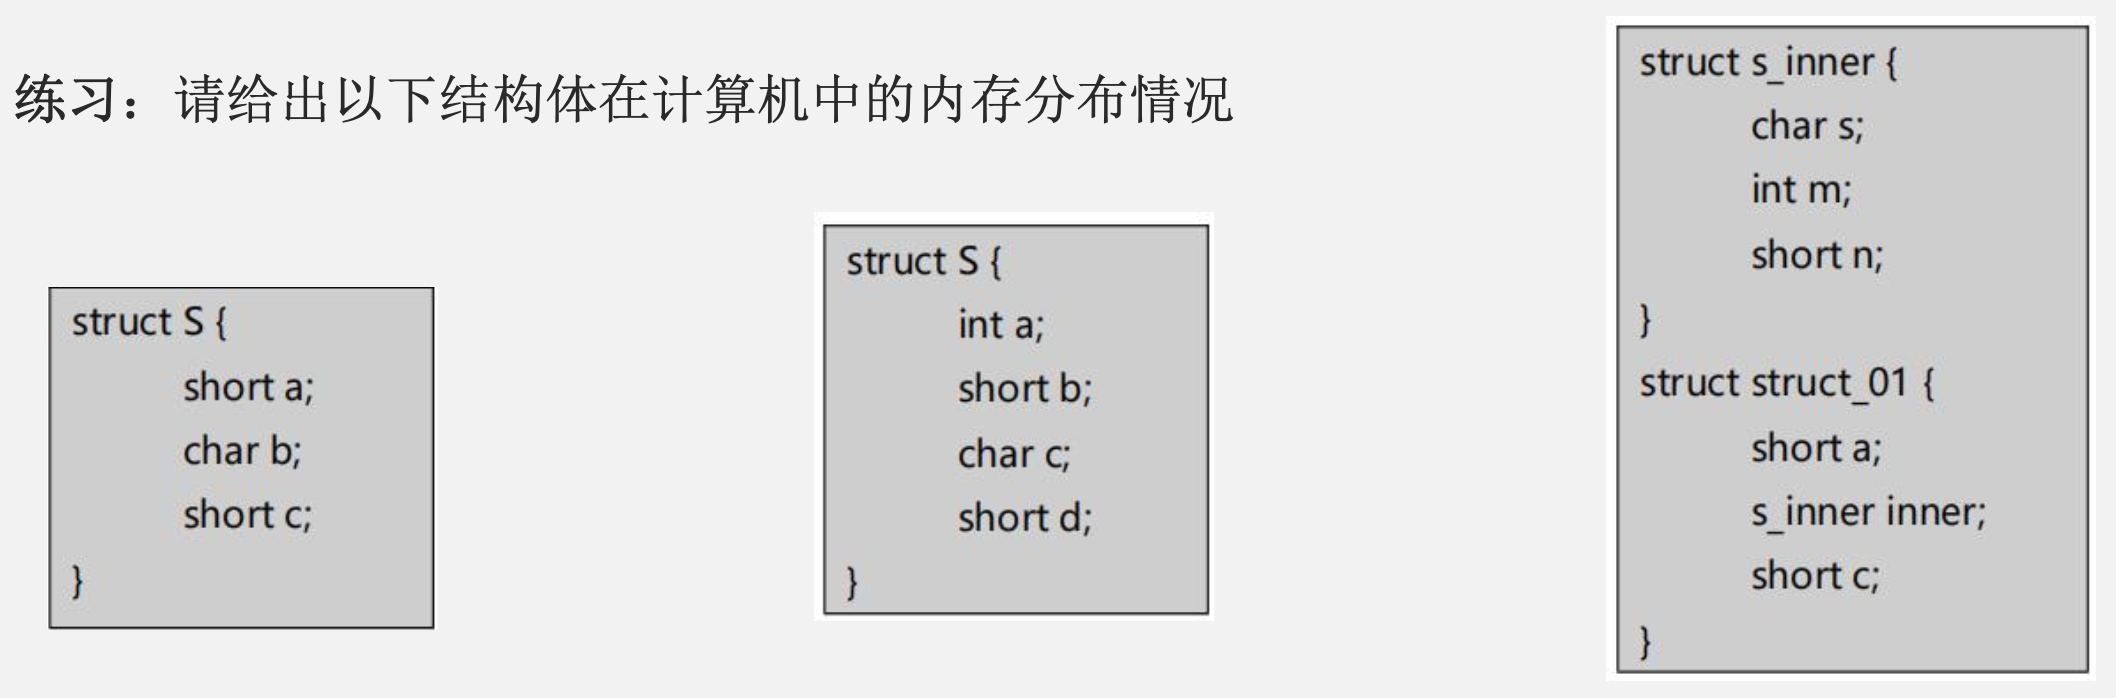 练习：请给出以下结构体在计算机中的内存分布情况
struct S {
short a;
char b;
short c;
}
struct S {
int a;
short b;
char c;
short d;
}
struct s_inner {
char s;
int m;
short n;
}
struct struct_01 {
short a;
s_inner inner;
short c;
}